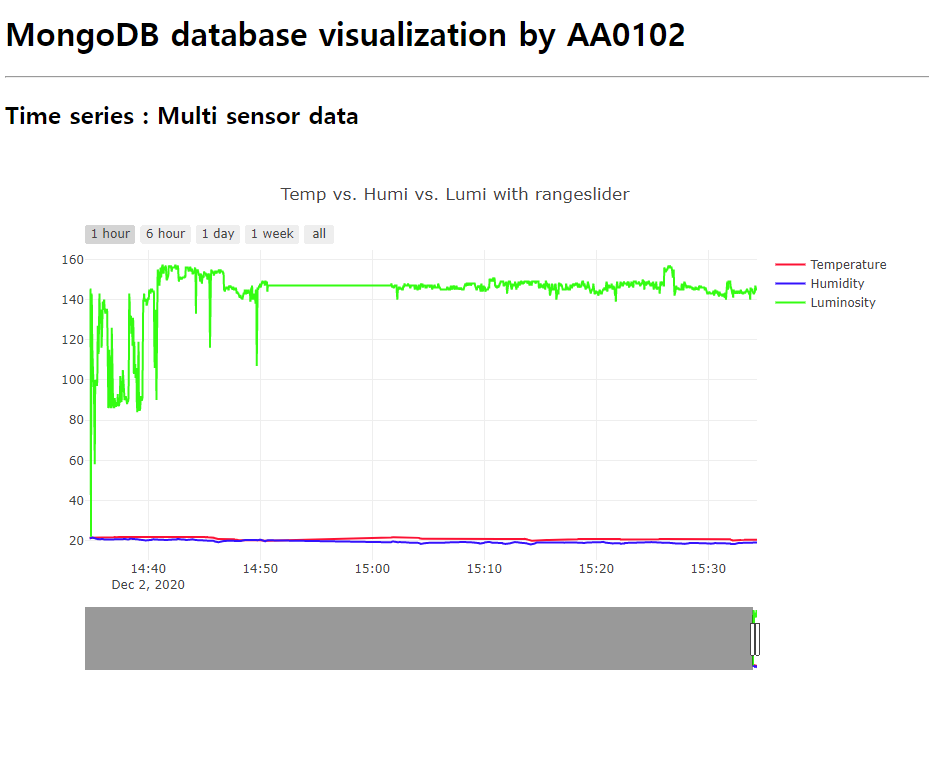 MongoDB database visualization by AA0102
Time series : Multi sensor data
Temp vs. Humi vs. Lumi with rangeslider
1 hour 6 hour 1 day 1 week all
160
140
120
100
80
60
40
20
Temperature
Humidity
Luminosity
14:40 14:50 15:00 15:10 15:20 15:30
Dec 2, 2020